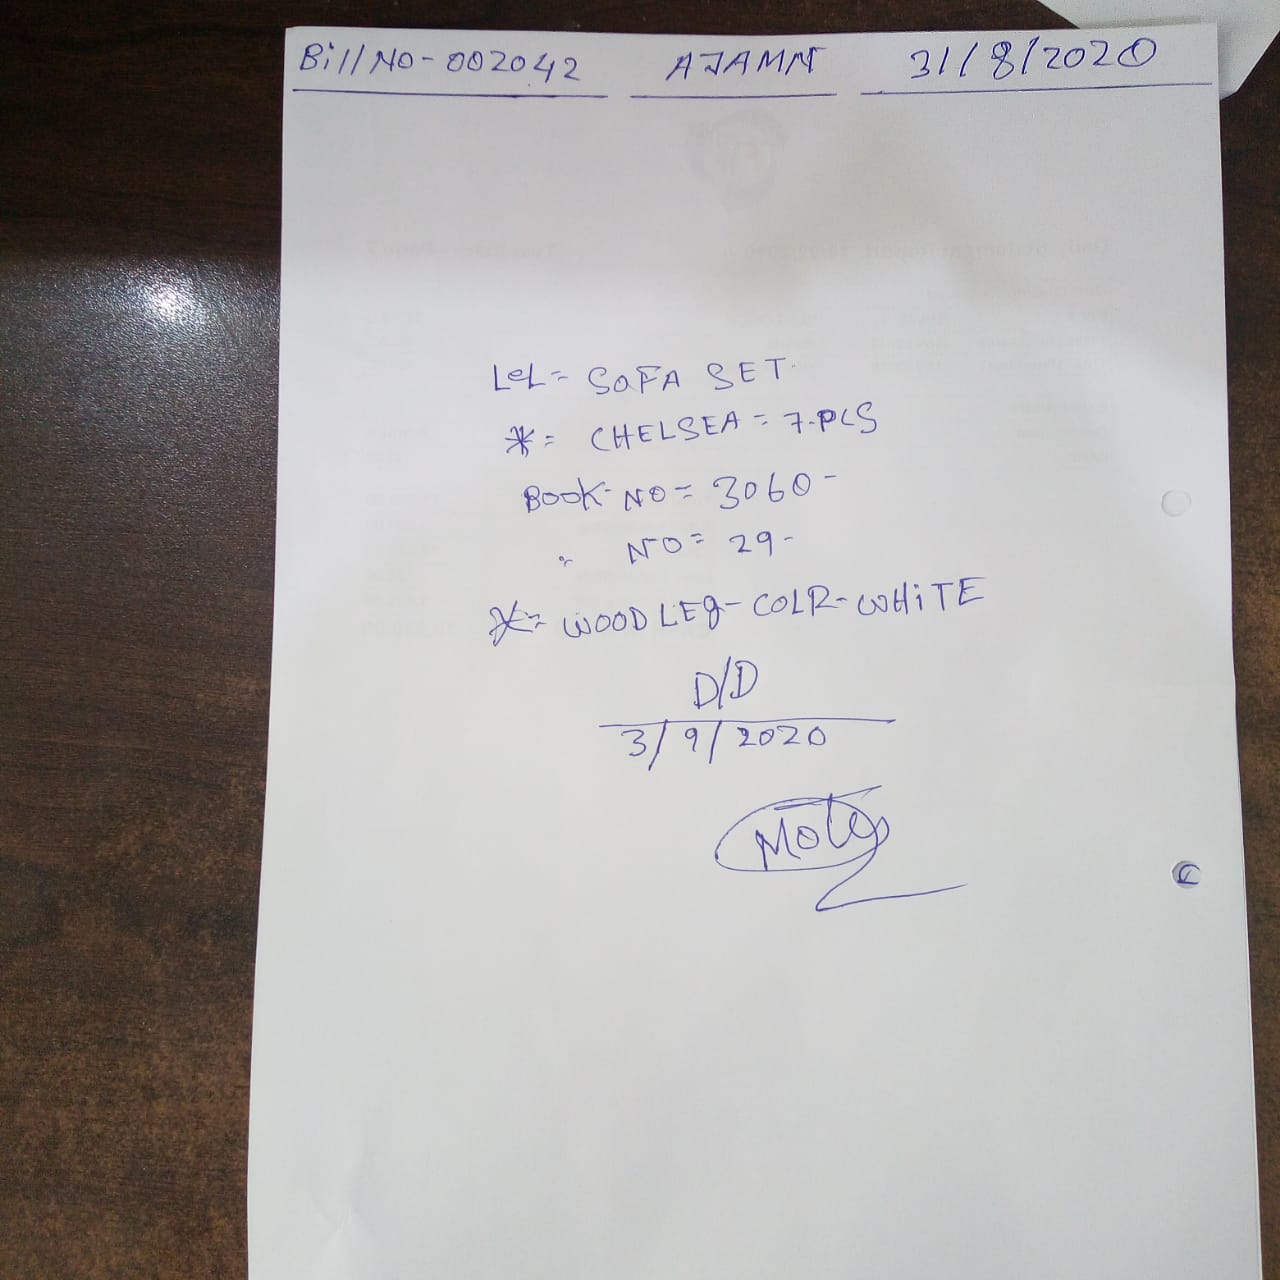 Bill NO - 002042 AJAMN 31/8/2020
LeL = SOFA SET
* = CHELSEA = 7.PCS
BOOK- NO = 3060 -
" NO = 29 -
* = WOOD LEg - COLR - WHiTE
D/D
3/9/2020